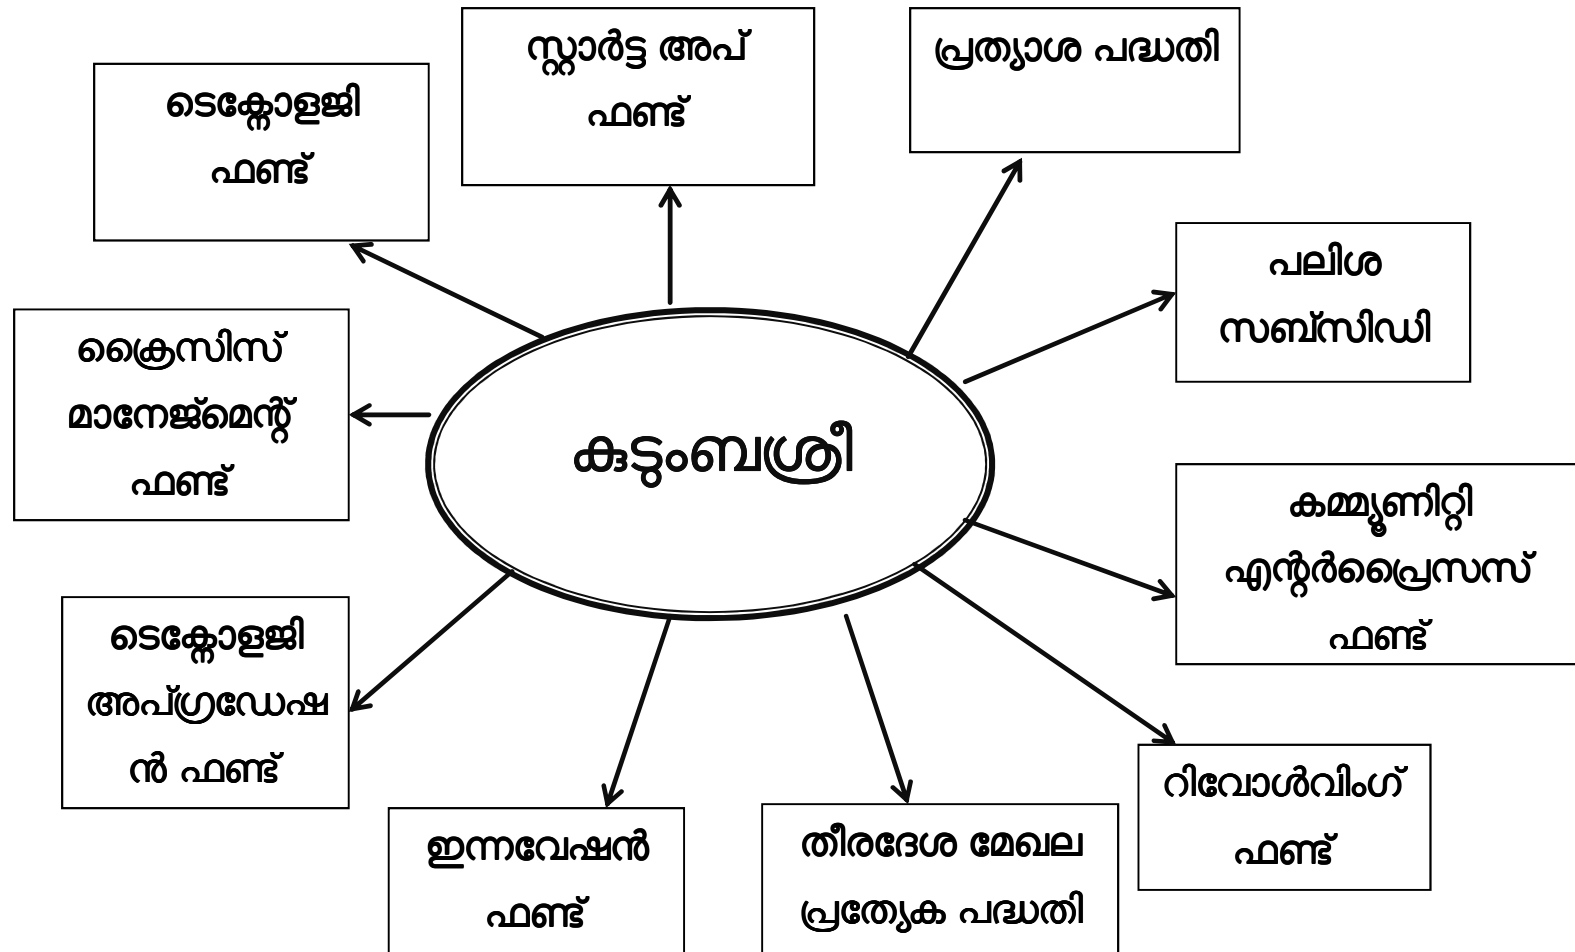 സ്റ്റാർട്ട അപ്
ഫണ്ട്
പ്രത്യാശ പദ്ധതി
ടെക്നോളജി
ഫണ്ട്
പലിശ
സബ്സിഡി
ക്രൈസിസ്
മാനേജ്മെന്റ്
ഫണ്ട്
കുടുംബശ്രീ
കമ്മ്യൂണിറ്റി
എന്റർപ്രൈസസ്
ഫണ്ട്
ടെക്നോളജി
അപ്ഗ്രഡേഷ
ൻ ഫണ്ട്
റിവോൾവിംഗ്
ഫണ്ട്
ഇന്നവേഷൻ
ഫണ്ട്
തീരദേശ മേഖല
പ്രത്യേക പദ്ധതി